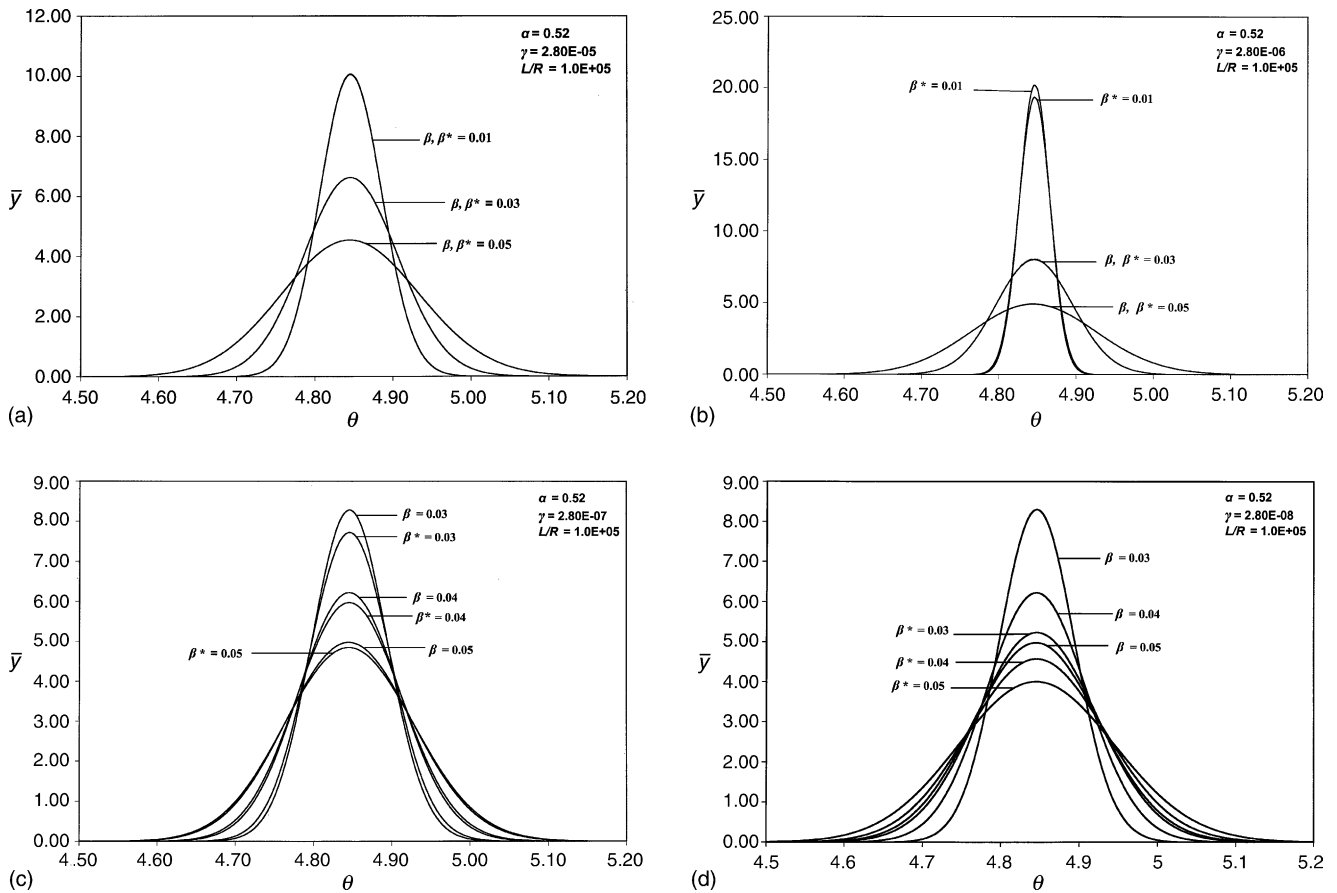 12.00
10.00
8.00
6.00
4.00
2.00
0.00
ȳ
α = 0.52
γ = 2.80E-05
L/R = 1.0E+05
β, β* = 0.01
β, β* = 0.03
β, β* = 0.05
4.50 4.60 4.70 4.80 4.90 5.00 5.10 5.20
θ
(a)
25.00
20.00
15.00
10.00
5.00
0.00
ȳ
α = 0.52
γ = 2.80E-06
L/R = 1.0E+05
β* = 0.01
β* = 0.01
β, β* = 0.03
β, β* = 0.05
4.50 4.60 4.70 4.80 4.90 5.00 5.10 5.20
θ
(b)
9.00
8.00
7.00
6.00
5.00
4.00
3.00
2.00
1.00
0.00
ȳ
α = 0.52
γ = 2.80E-07
L/R = 1.0E+05
β = 0.03
β* = 0.03
β = 0.04
β* = 0.04
β* = 0.05
β = 0.05
4.50 4.60 4.70 4.80 4.90 5.00 5.10 5.20
θ
(c)
9.00
8.00
7.00
6.00
5.00
4.00
3.00
2.00
1.00
0.00
ȳ
α = 0.52
γ = 2.80E-08
L/R = 1.0E+05
β = 0.03
β = 0.04
β* = 0.03
β = 0.05
β* = 0.04
β* = 0.05
4.5 4.6 4.7 4.8 4.9 5 5.1 5.2
θ
(d)